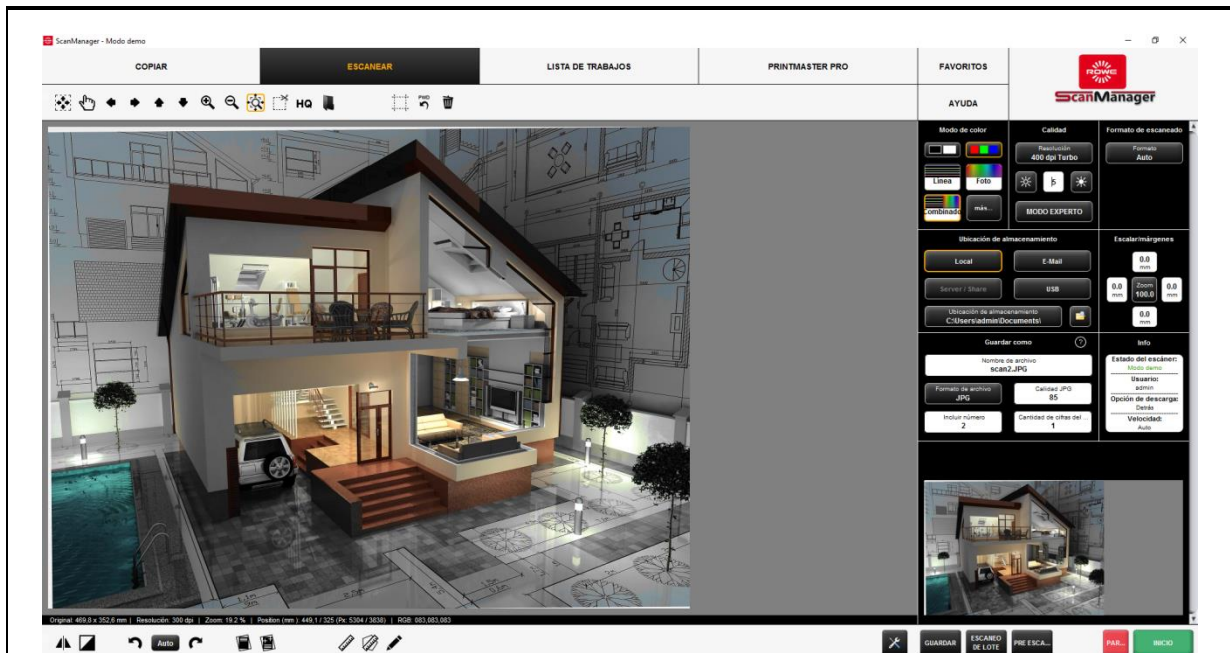 ScanManager - Modo demo
COPIAR
ESCANEAR
LISTA DE TRABAJOS
PRINTMASTER PRO
FAVORITOS
AYUDA
ROWE
ScanManager
HQ
PWD
Modo de color
Calidad
Formato de escaneado
Resolución
400 dpi Turbo
Formato
Auto
Línea
Foto
Combinado
más...
MODO EXPERTO
Ubicación de almacenamiento
Escalar/márgenes
Local
E-Mail
0.0
mm
Server / Share
USB
0.0
mm
Zoom
100.0
0.0
mm
Ubicación de almacenamiento
C:\Users\admin\Documents\
0.0
mm
Guardar como
?
Info
Nombre de archivo
scan2.JPG
Formato de archivo
JPG
Calidad JPG
85
Incluir número
2
Cantidad de cifras del ...
1
Estado del escáner:
Modo demo
Usuario:
admin
Opción de descarga:
Detrás
Velocidad:
Auto
Original: 469,8 x 352,6 mm | Resolución: 300 dpi | Zoom: 19.2 % | Position (mm ): 449,1 / 325 (Px: 5304 / 3838) | RGB: 083,083,083
Auto
GUARDAR
ESCANEO
DE LOTE
PRE ESCA...
PAR...
INICIO